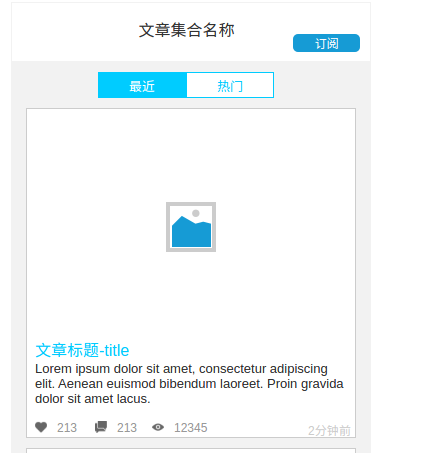 文章集合名称
订阅
最近
热门
文章标题-title
Lorem ipsum dolor sit amet, consectetur adipiscing
elit. Aenean euismod bibendum laoreet. Proin gravida
dolor sit amet lacus.
213
213
12345
2分钟前